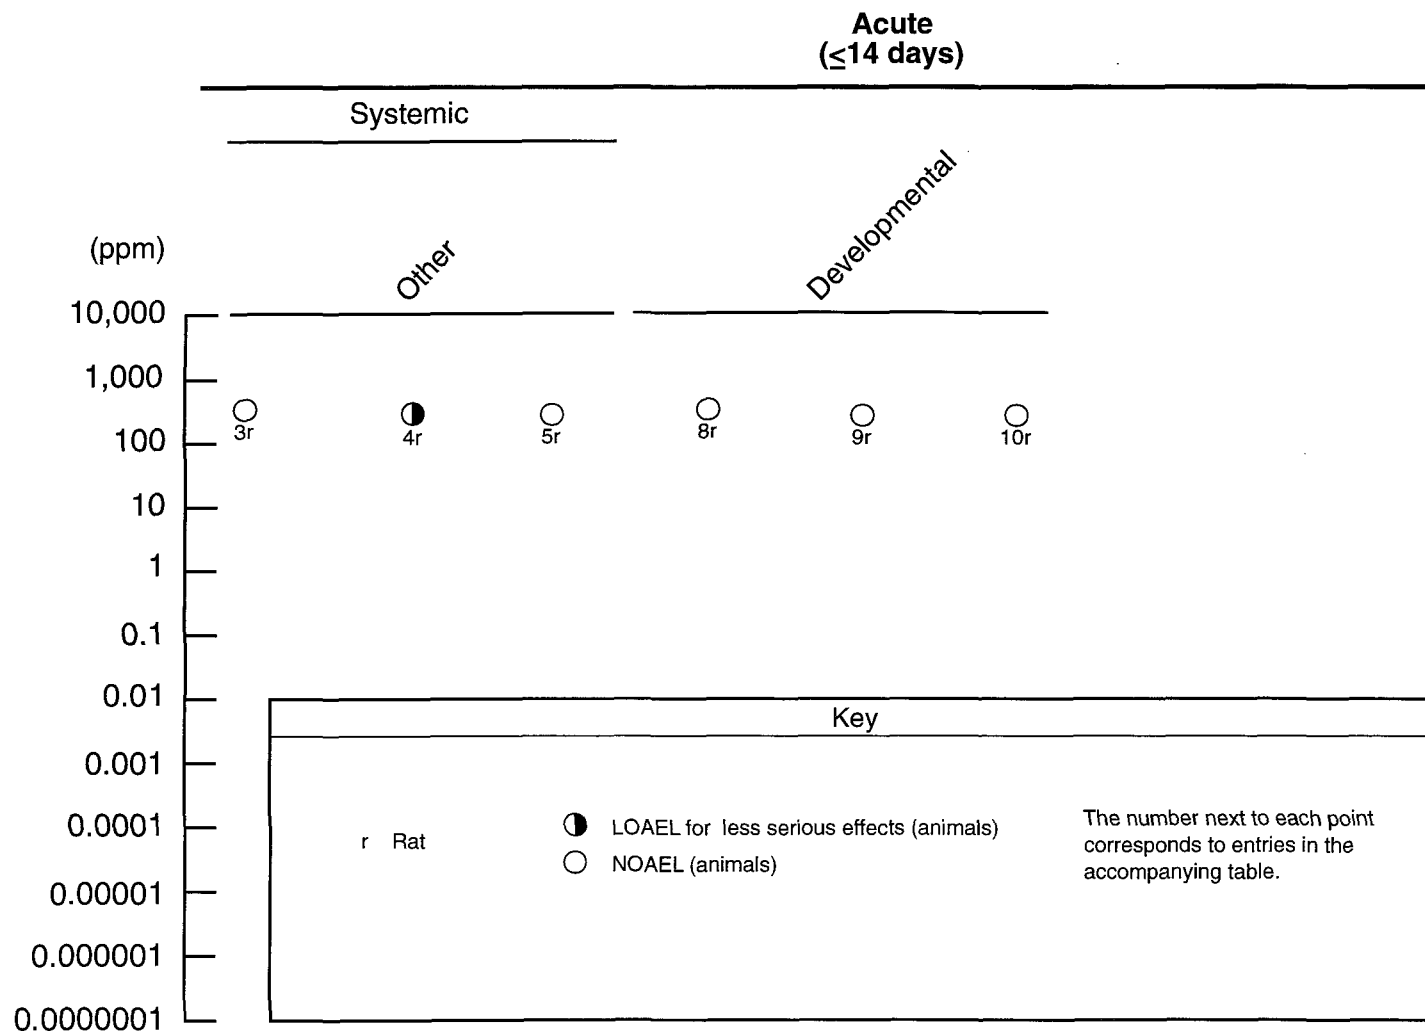 Acute
(≤14 days)
Systemic
Other
Developmental
(ppm)
10,000
1,000
100
10
1
0.1
0.01
0.001
0.0001
0.00001
0.000001
0.0000001
3r
4r
5r
8r
9r
10r
Key
r Rat
LOAEL for less serious effects (animals)
NOAEL (animals)
The number next to each point
corresponds to entries in the
accompanying table.